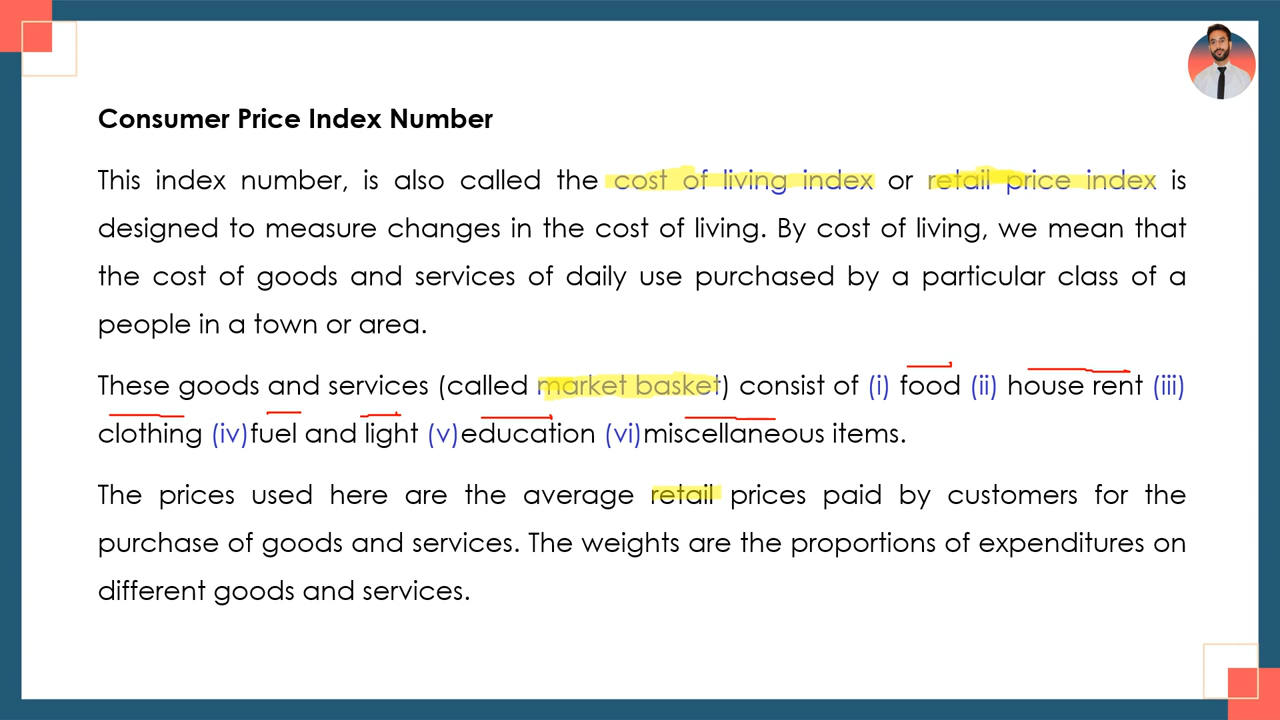 Consumer Price Index Number
This index number, is also called the cost of living index or retail price index is
designed to measure changes in the cost of living. By cost of living, we mean that
the cost of goods and services of daily use purchased by a particular class of a
people in a town or area.
These goods and services (called market basket) consist of (i) food (ii) house rent (iii)
clothing (iv)fuel and light (v)education (vi)miscellaneous items.
The prices used here are the average retail prices paid by customers for the
purchase of goods and services. The weights are the proportions of expenditures on
different goods and services.